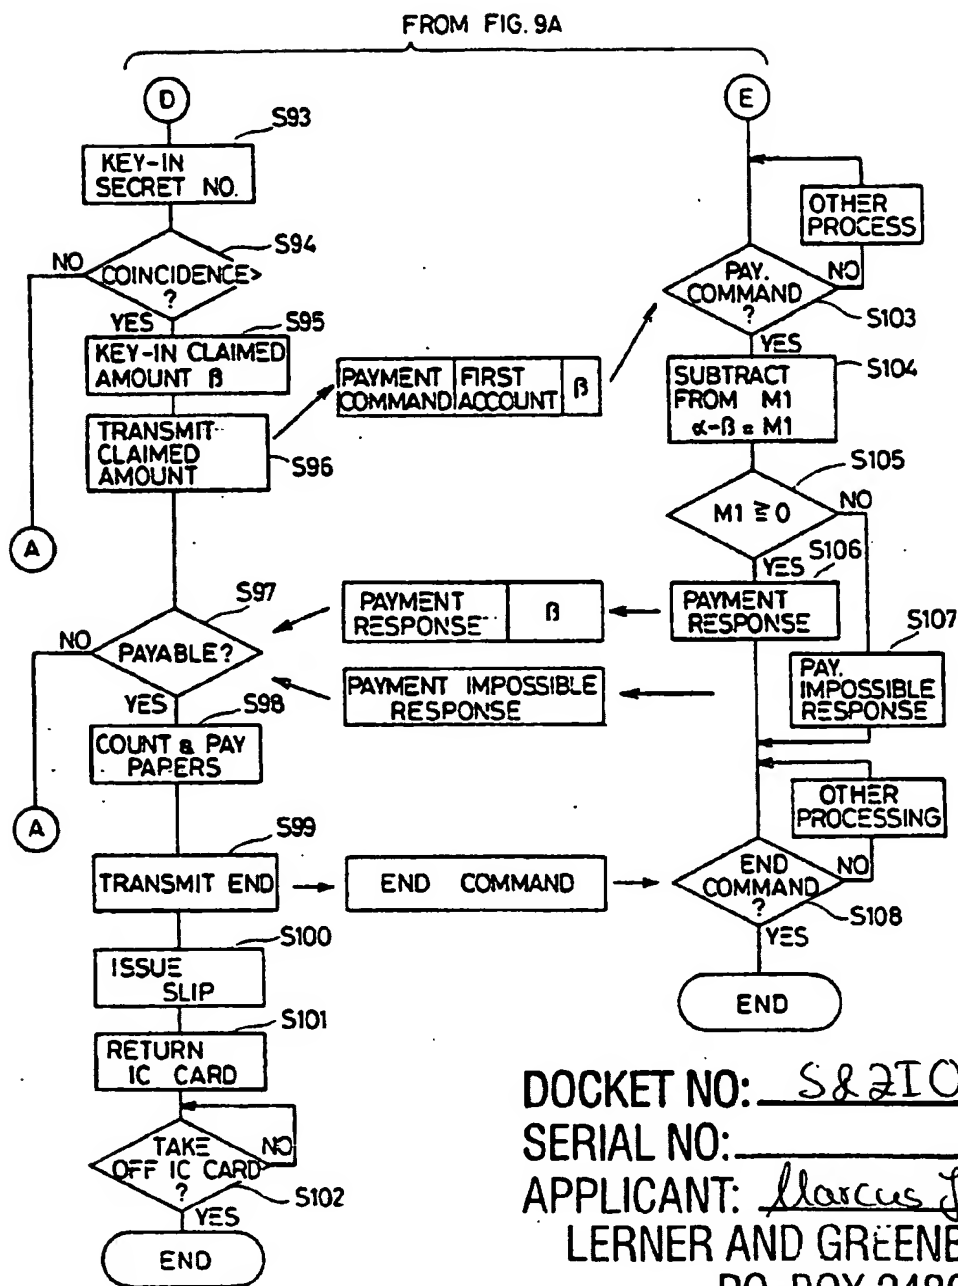 FROM FIG. 9A
D
S93
KEY-IN
SECRET NO.
S94
NO
COINCIDENCE
?
YES
S95
KEY-IN CLAIMED
AMOUNT β
TRANSMIT
CLAIMED
AMOUNT
S96
A
S97
NO
PAYABLE?
YES
S98
COUNT & PAY
PAPERS
A
S99
TRANSMIT END
S100
ISSUE
SLIP
S101
RETURN
IC CARD
TAKE
OFF IC CARD
?
NO
S102
YES
END
PAYMENT
COMMAND
FIRST
ACCOUNT
β
PAYMENT
RESPONSE
β
PAYMENT IMPOSSIBLE
RESPONSE
END COMMAND
E
OTHER
PROCESS
PAY.
COMMAND
?
NO
S103
YES
S104
SUBTRACT
FROM M1
α-β = M1
S105
M1 ≧ 0
NO
YES
S106
PAYMENT
RESPONSE
S107
PAY.
IMPOSSIBLE
RESPONSE
OTHER
PROCESSING
END
COMMAND
?
NO
S108
YES
END
DOCKET NO: S&ZIO
SERIAL NO:
APPLICANT: Marcus J
LERNER AND GREENB
P.O. BOX 2480